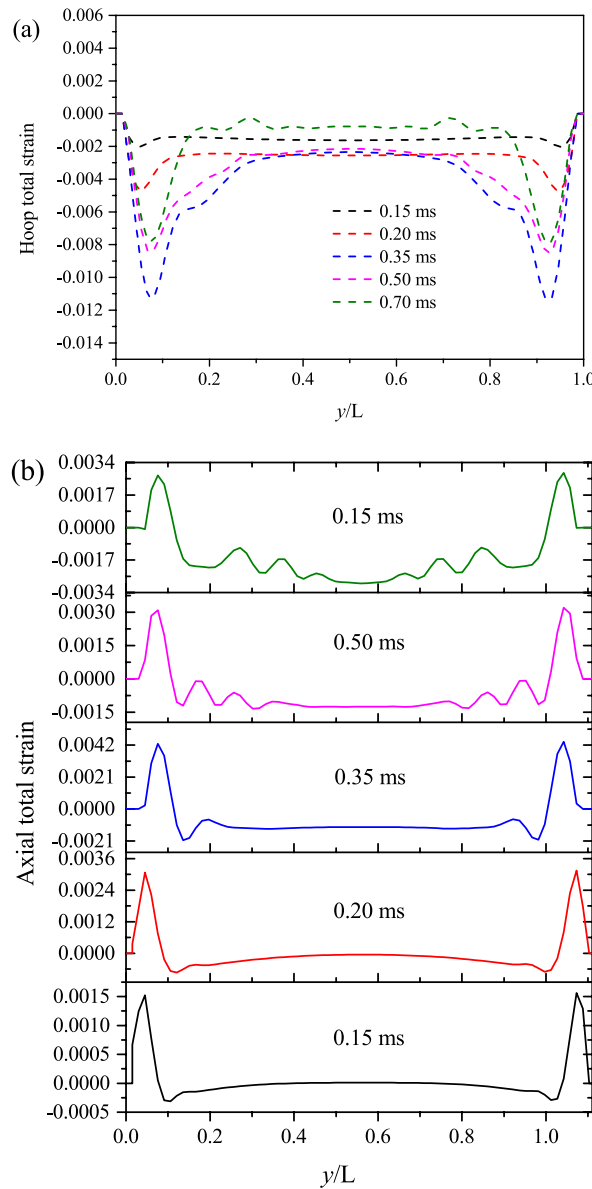 (a)
0.006
0.004
0.002
0.000
-0.002
-0.004
-0.006
-0.008
-0.010
-0.012
-0.014
Hoop total strain
0.15 ms
0.20 ms
0.35 ms
0.50 ms
0.70 ms
0.0 0.2 0.4 0.6 0.8 1.0
y/L
(b)
Axial total strain
0.0034
0.0017
0.0000
-0.0017
-0.0034
0.15 ms
0.0030
0.0015
0.0000
-0.0015
0.50 ms
0.0042
0.0021
0.0000
-0.0021
0.35 ms
0.0036
0.0024
0.0012
0.0000
0.20 ms
0.0015
0.0010
0.0005
0.0000
-0.0005
0.15 ms
0.0 0.2 0.4 0.6 0.8 1.0
y/L